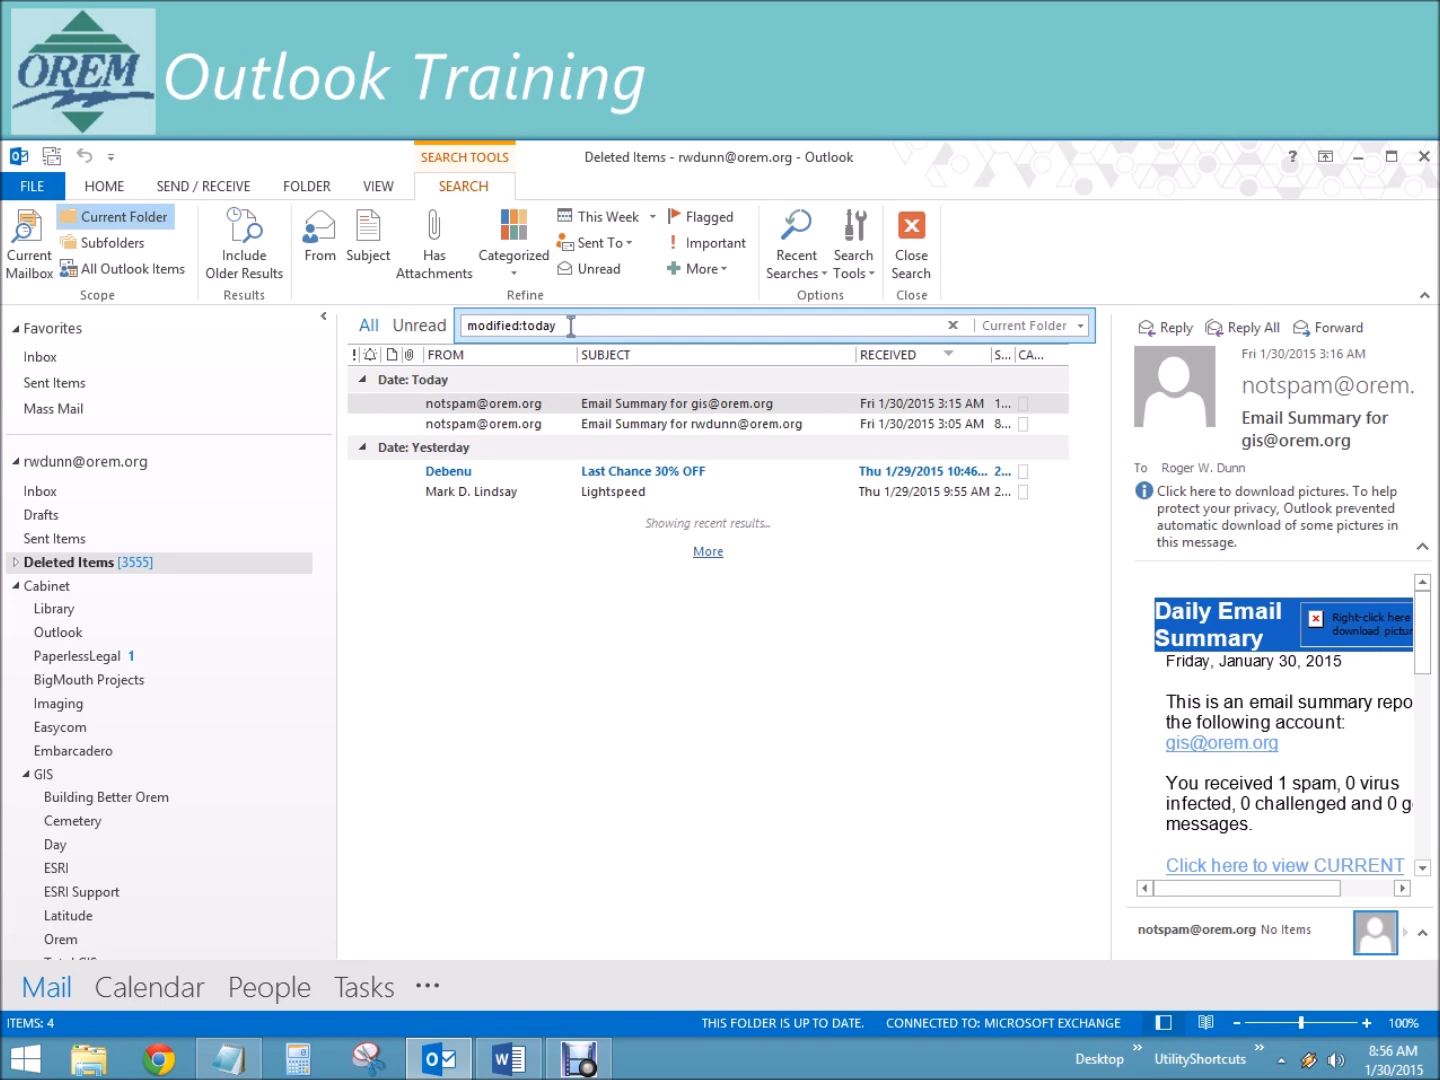 OREM
Outlook Training
SEARCH TOOLS
Deleted Items - rwdunn@orem.org - Outlook
?
FILE
HOME
SEND / RECEIVE
FOLDER
VIEW
SEARCH
Current Mailbox
Current Folder
Subfolders
All Outlook Items
Scope
Include Older Results
Results
From
Subject
Has Attachments
Categorized
This Week
Sent To
Unread
Flagged
! Important
More
Refine
Recent Searches
Search Tools
Options
Close Search
Close
Favorites
Inbox
Sent Items
Mass Mail
rwdunn@orem.org
Inbox
Drafts
Sent Items
Deleted Items [3555]
Cabinet
Library
Outlook
PaperlessLegal 1
BigMouth Projects
Imaging
Easycom
Embarcadero
GIS
Building Better Orem
Cemetery
Day
ESRI
ESRI Support
Latitude
Orem
All Unread modified:today Current Folder
! FROM SUBJECT RECEIVED S... CA...
Date: Today
notspam@orem.org Email Summary for gis@orem.org Fri 1/30/2015 3:15 AM 1...
notspam@orem.org Email Summary for rwdunn@orem.org Fri 1/30/2015 3:05 AM 8...
Date: Yesterday
Debenu Last Chance 30% OFF Thu 1/29/2015 10:46... 2...
Mark D. Lindsay Lightspeed Thu 1/29/2015 9:55 AM 2...
Showing recent results...
More
Reply Reply All Forward
Fri 1/30/2015 3:16 AM
notspam@orem.
Email Summary for
gis@orem.org
To Roger W. Dunn
Click here to download pictures. To help
protect your privacy, Outlook prevented
automatic download of some pictures in
this message.
Daily Email
Summary
Right-click here
download pictur
Friday, January 30, 2015
This is an email summary repo
the following account:
gis@orem.org
You received 1 spam, 0 virus
infected, 0 challenged and 0 g
messages.
Click here to view CURRENT
notspam@orem.org No Items
Mail Calendar People Tasks ...
ITEMS: 4
THIS FOLDER IS UP TO DATE.
CONNECTED TO: MICROSOFT EXCHANGE
100%
Desktop
UtilityShortcuts
8:56 AM
1/30/2015